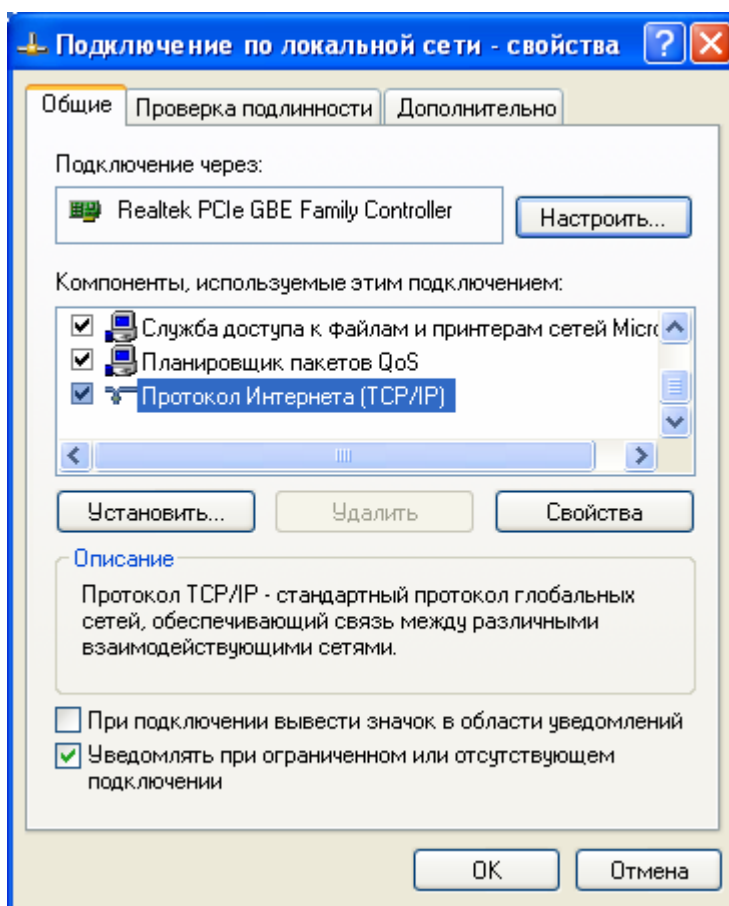 Подключение по локальной сети - свойства
Общие Проверка подлинности Дополнительно
Подключение через:
Realtek PCIe GBE Family Controller Настроить...
Компоненты, используемые этим подключением:
Служба доступа к файлам и принтерам сетей Micro
Планировщик пакетов QoS
Протокол Интернета (TCP/IP)
Установить... Удалить Свойства
Описание
Протокол TCP/IP - стандартный протокол глобальных
сетей, обеспечивающий связь между различными
взаимодействующими сетями.
При подключении вывести значок в области уведомлений
Уведомлять при ограниченном или отсутствующем
подключении
OK Отмена